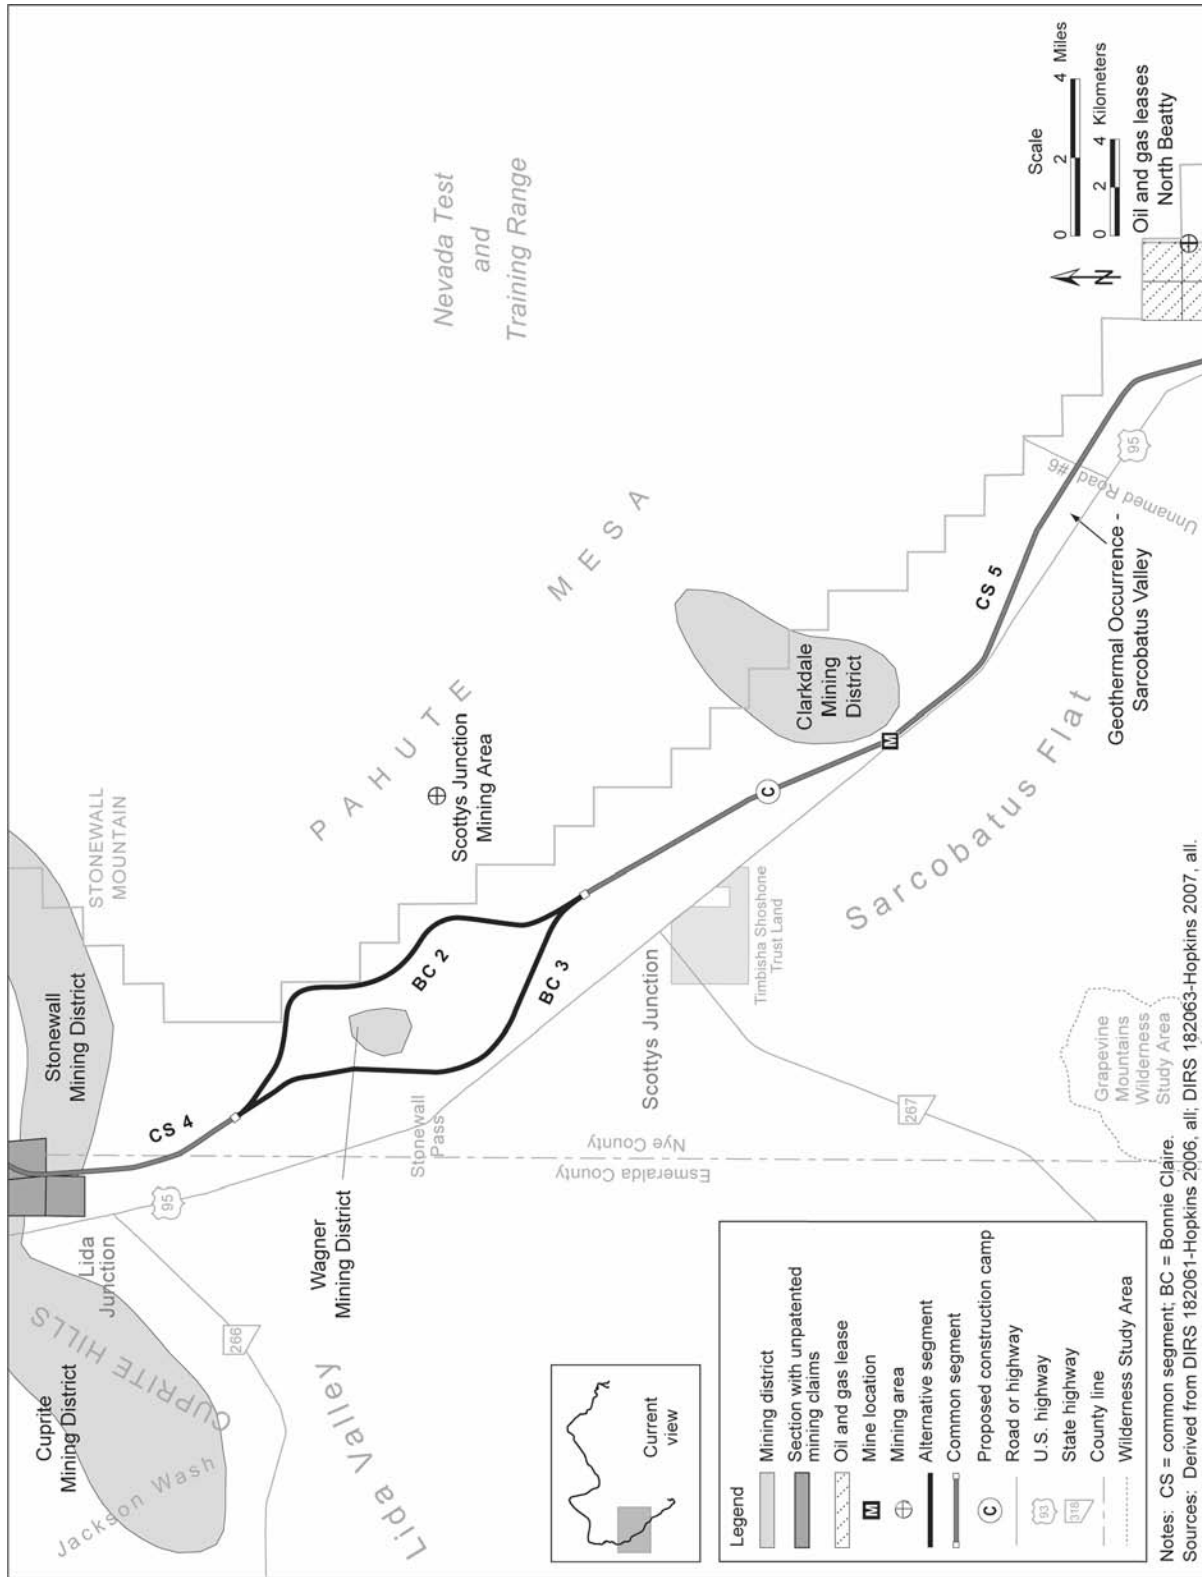 Cuprite
Mining District
CUPRITE HILLS
Jackson Wash
Lida
Junction
266
Lida Valley
Stonewall
Mining District
STONEWALL
MOUNTAIN
95
CS 4
Wagner
Mining District
Stonewall
Pass
Esmeralda County
Nye County
BC 2
BC 3
PAHUTE
MESA
Scottys Junction
Mining Area
Nevada Test
and
Training Range
Scottys Junction
Timbisha Shoshone
Trust Land
267
C
Clarkdale
Mining
District
M
Sarcobatus Flat
CS 5
Grapevine
Mountains
Wilderness
Study Area
Geothermal Occurrence -
Sarcobatus Valley
Unnamed Road #6
95
Scale
0 2 4 Miles
0 2 4 Kilometers
N
Oil and gas leases
North Beatty
Current
view
Legend
Mining district
Section with unpatented
mining claims
Oil and gas lease
M Mine location
Mining area
Alternative segment
Common segment
C Proposed construction camp
Road or highway
93 U.S. highway
318 State highway
County line
Wilderness Study Area
Notes: CS = common segment; BC = Bonnie Claire.
Sources: Derived from DIRS 182061-Hopkins 2006, all; DIRS 182063-Hopkins 2007, all.